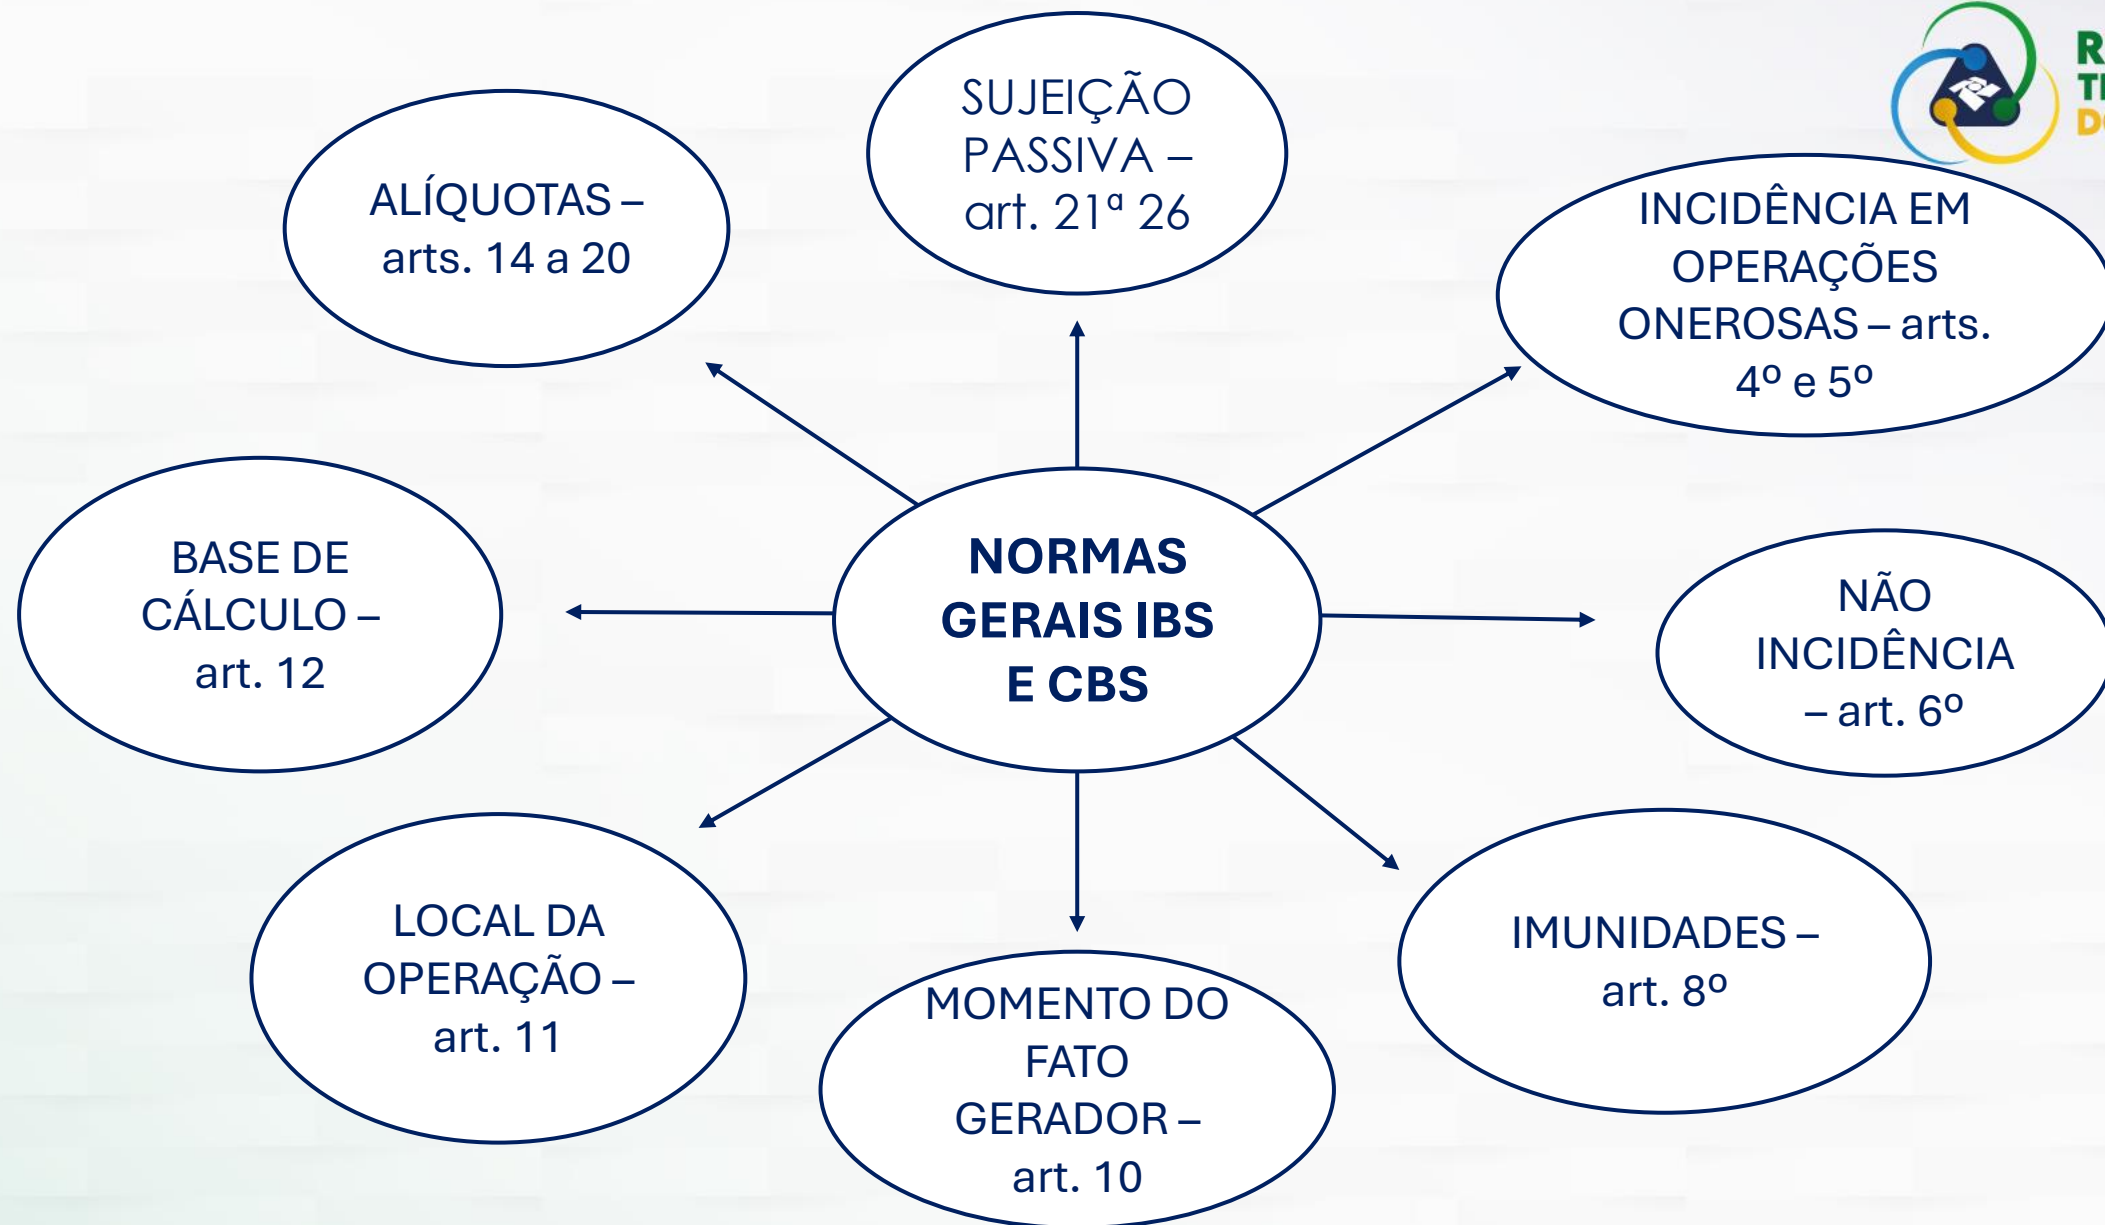 SUJEIÇÃO
PASSIVA –
art. 21ª 26
ALÍQUOTAS –
arts. 14 a 20
INCIDÊNCIA EM
OPERAÇÕES
ONEROSAS – arts.
4º e 5º
BASE DE
CÁLCULO –
art. 12
NORMAS
GERAIS IBS
E CBS
NÃO
INCIDÊNCIA
– art. 6º
LOCAL DA
OPERAÇÃO –
art. 11
MOMENTO DO
FATO
GERADOR –
art. 10
IMUNIDADES –
art. 8º